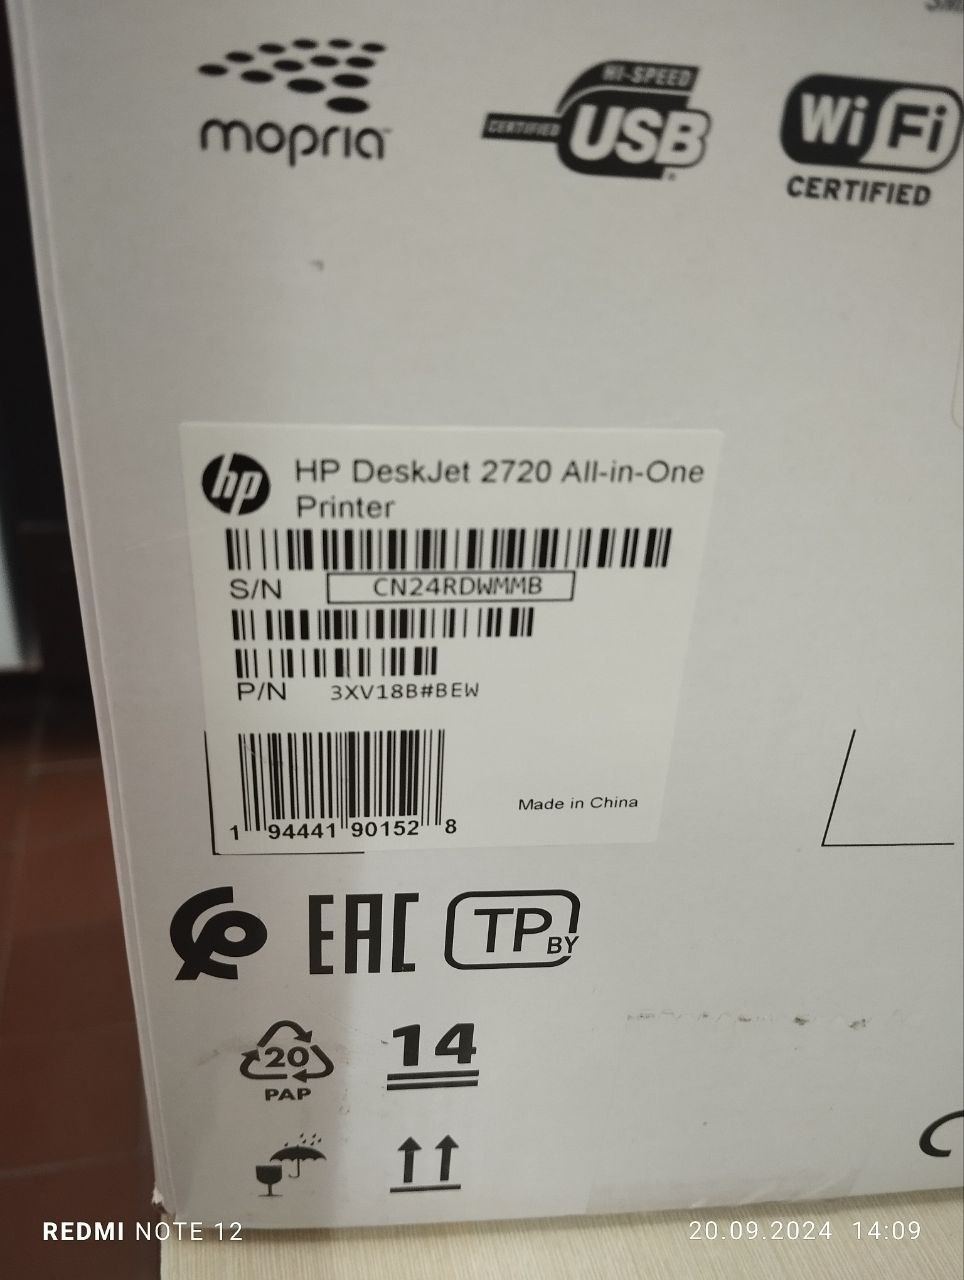 mopria
HI-SPEED
CERTIFIED USB
WiFi
CERTIFIED
hp
HP DeskJet 2720 All-in-One
Printer
S/N CN24RDWMMB
P/N 3XV18B#BEW
Made in China
1 94441 90152 8
EAC TP BY
20
PAP
14
REDMI NOTE 12
20.09.2024 14:09